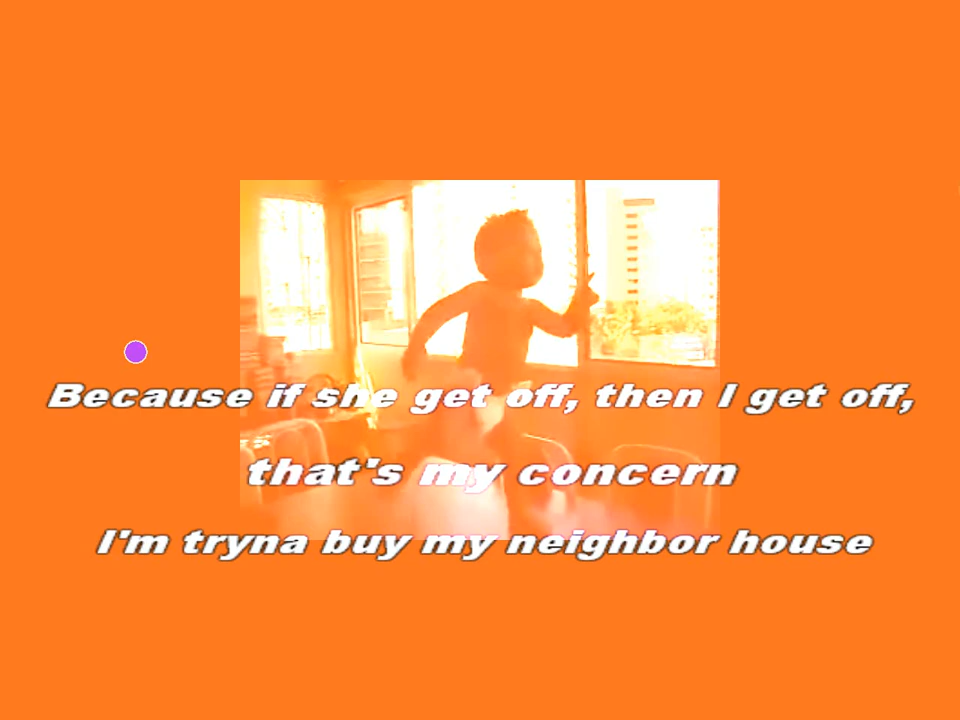 Because if she get off, then I get off,
that's my concern
I'm tryna buy my neighbor house